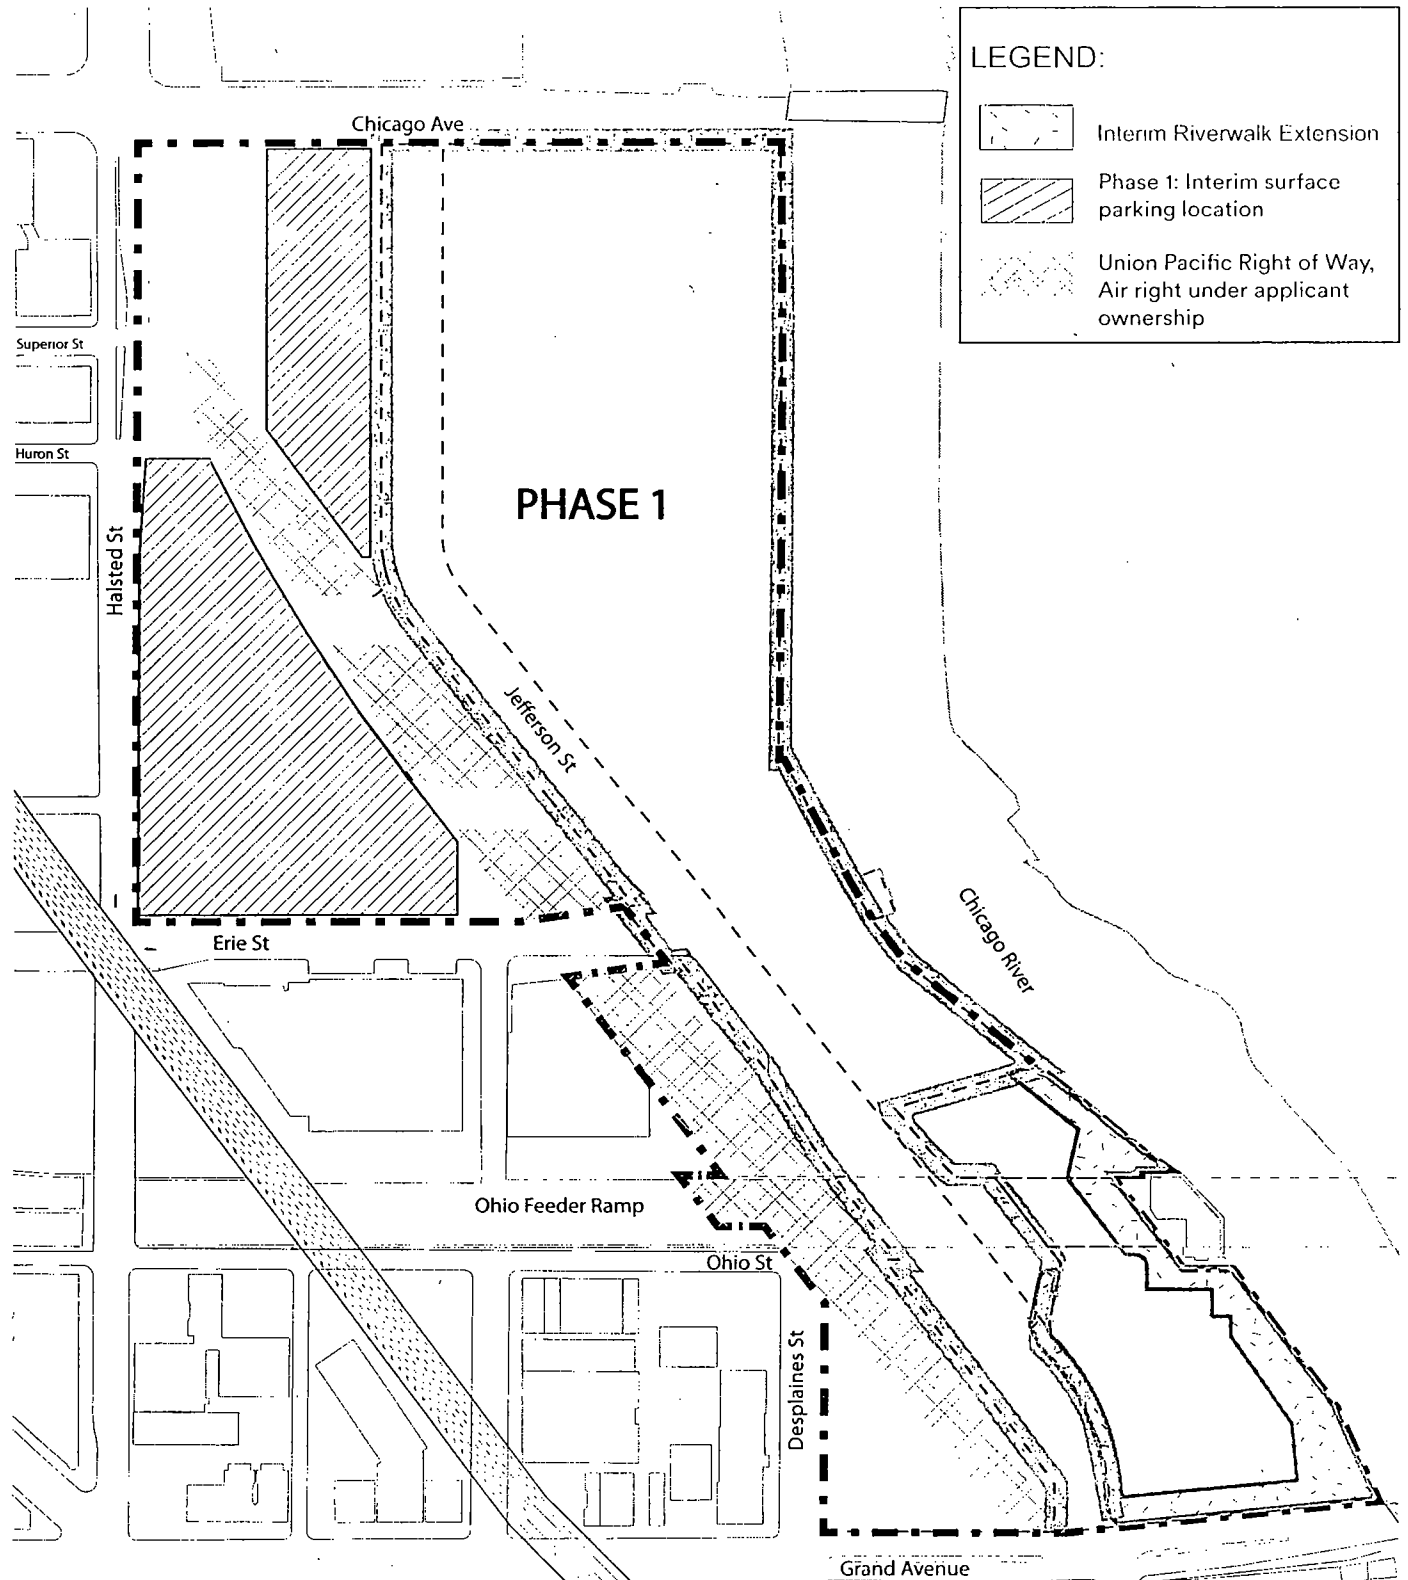 LEGEND:
Interim Riverwalk Extension
Phase 1: Interim surface
parking location
Union Pacific Right of Way,
Air right under applicant
ownership
Chicago Ave
Superior St
Huron St
Halsted St
PHASE 1
Jefferson St
Chicago River
Erie St
Ohio Feeder Ramp
Ohio St
Desplaines St
Grand Avenue